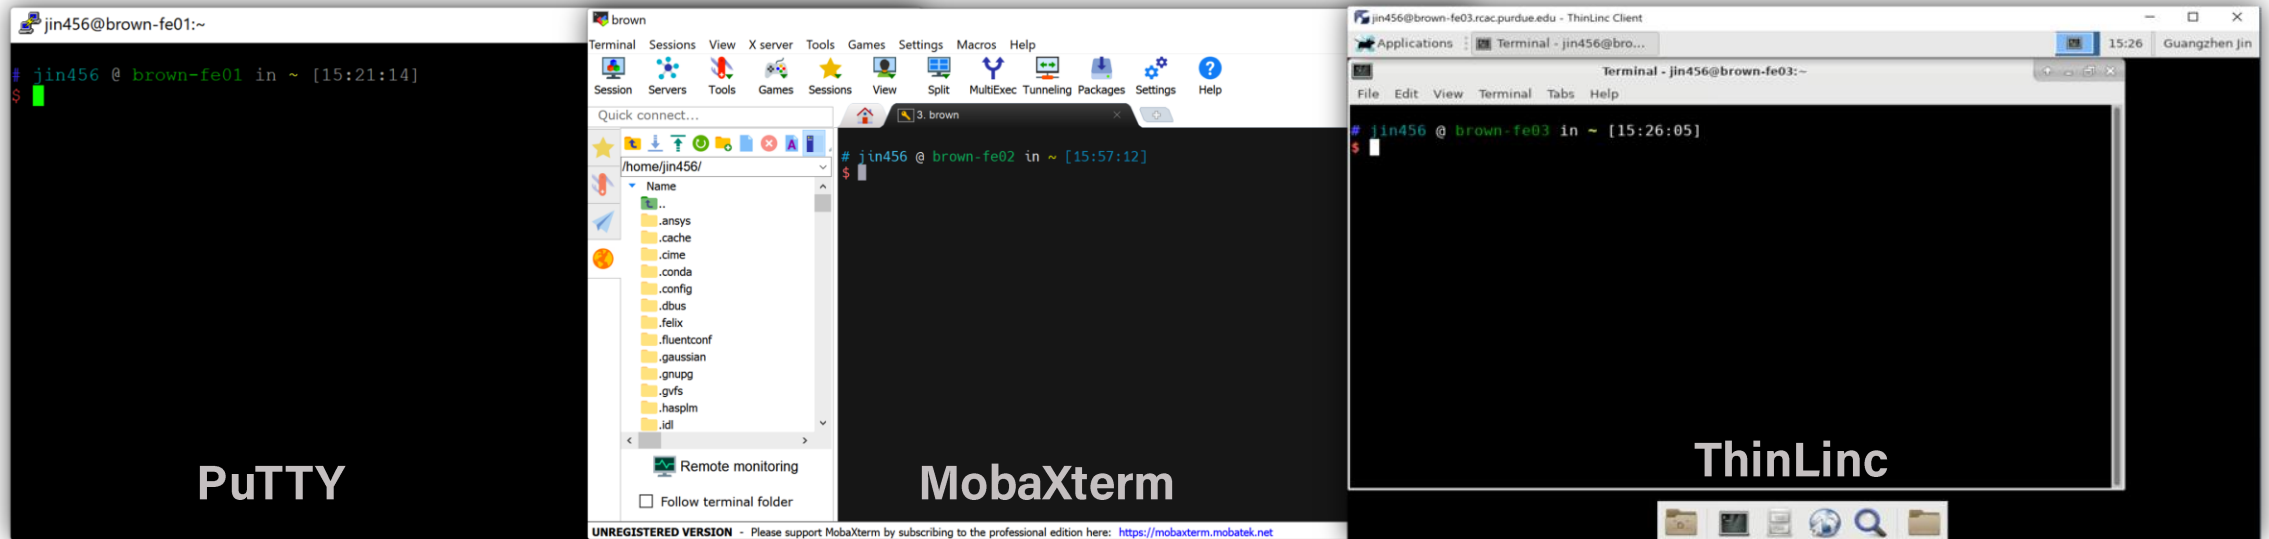 jin456@brown-fe01:~
# jin456 @ brown-fe01 in ~ [15:21:14]
$
PuTTY
brown
Terminal Sessions View X server Tools Games Settings Macros Help
Session Servers Tools Games Sessions View Split MultiExec Tunneling Packages Settings Help
Quick connect...
3. brown
/home/jin456/
Name
..
.ansys
.cache
.cime
.conda
.config
.dbus
.felix
.fluentconf
.gaussian
.gnupg
.gvfs
.hasplm
.idl
Remote monitoring
Follow terminal folder
# jin456 @ brown-fe02 in ~ [15:57:12]
$
MobaXterm
UNREGISTERED VERSION - Please support MobaXterm by subscribing to the professional edition here: https://mobaxterm.mobatek.net
jin456@brown-fe03.rcac.purdue.edu - ThinLinc Client
Applications Terminal - jin456@bro... 15:26 Guangzhen Jin
Terminal - jin456@brown-fe03:~
File Edit View Terminal Tabs Help
# jin456 @ brown-fe03 in ~ [15:26:05]
$
ThinLinc